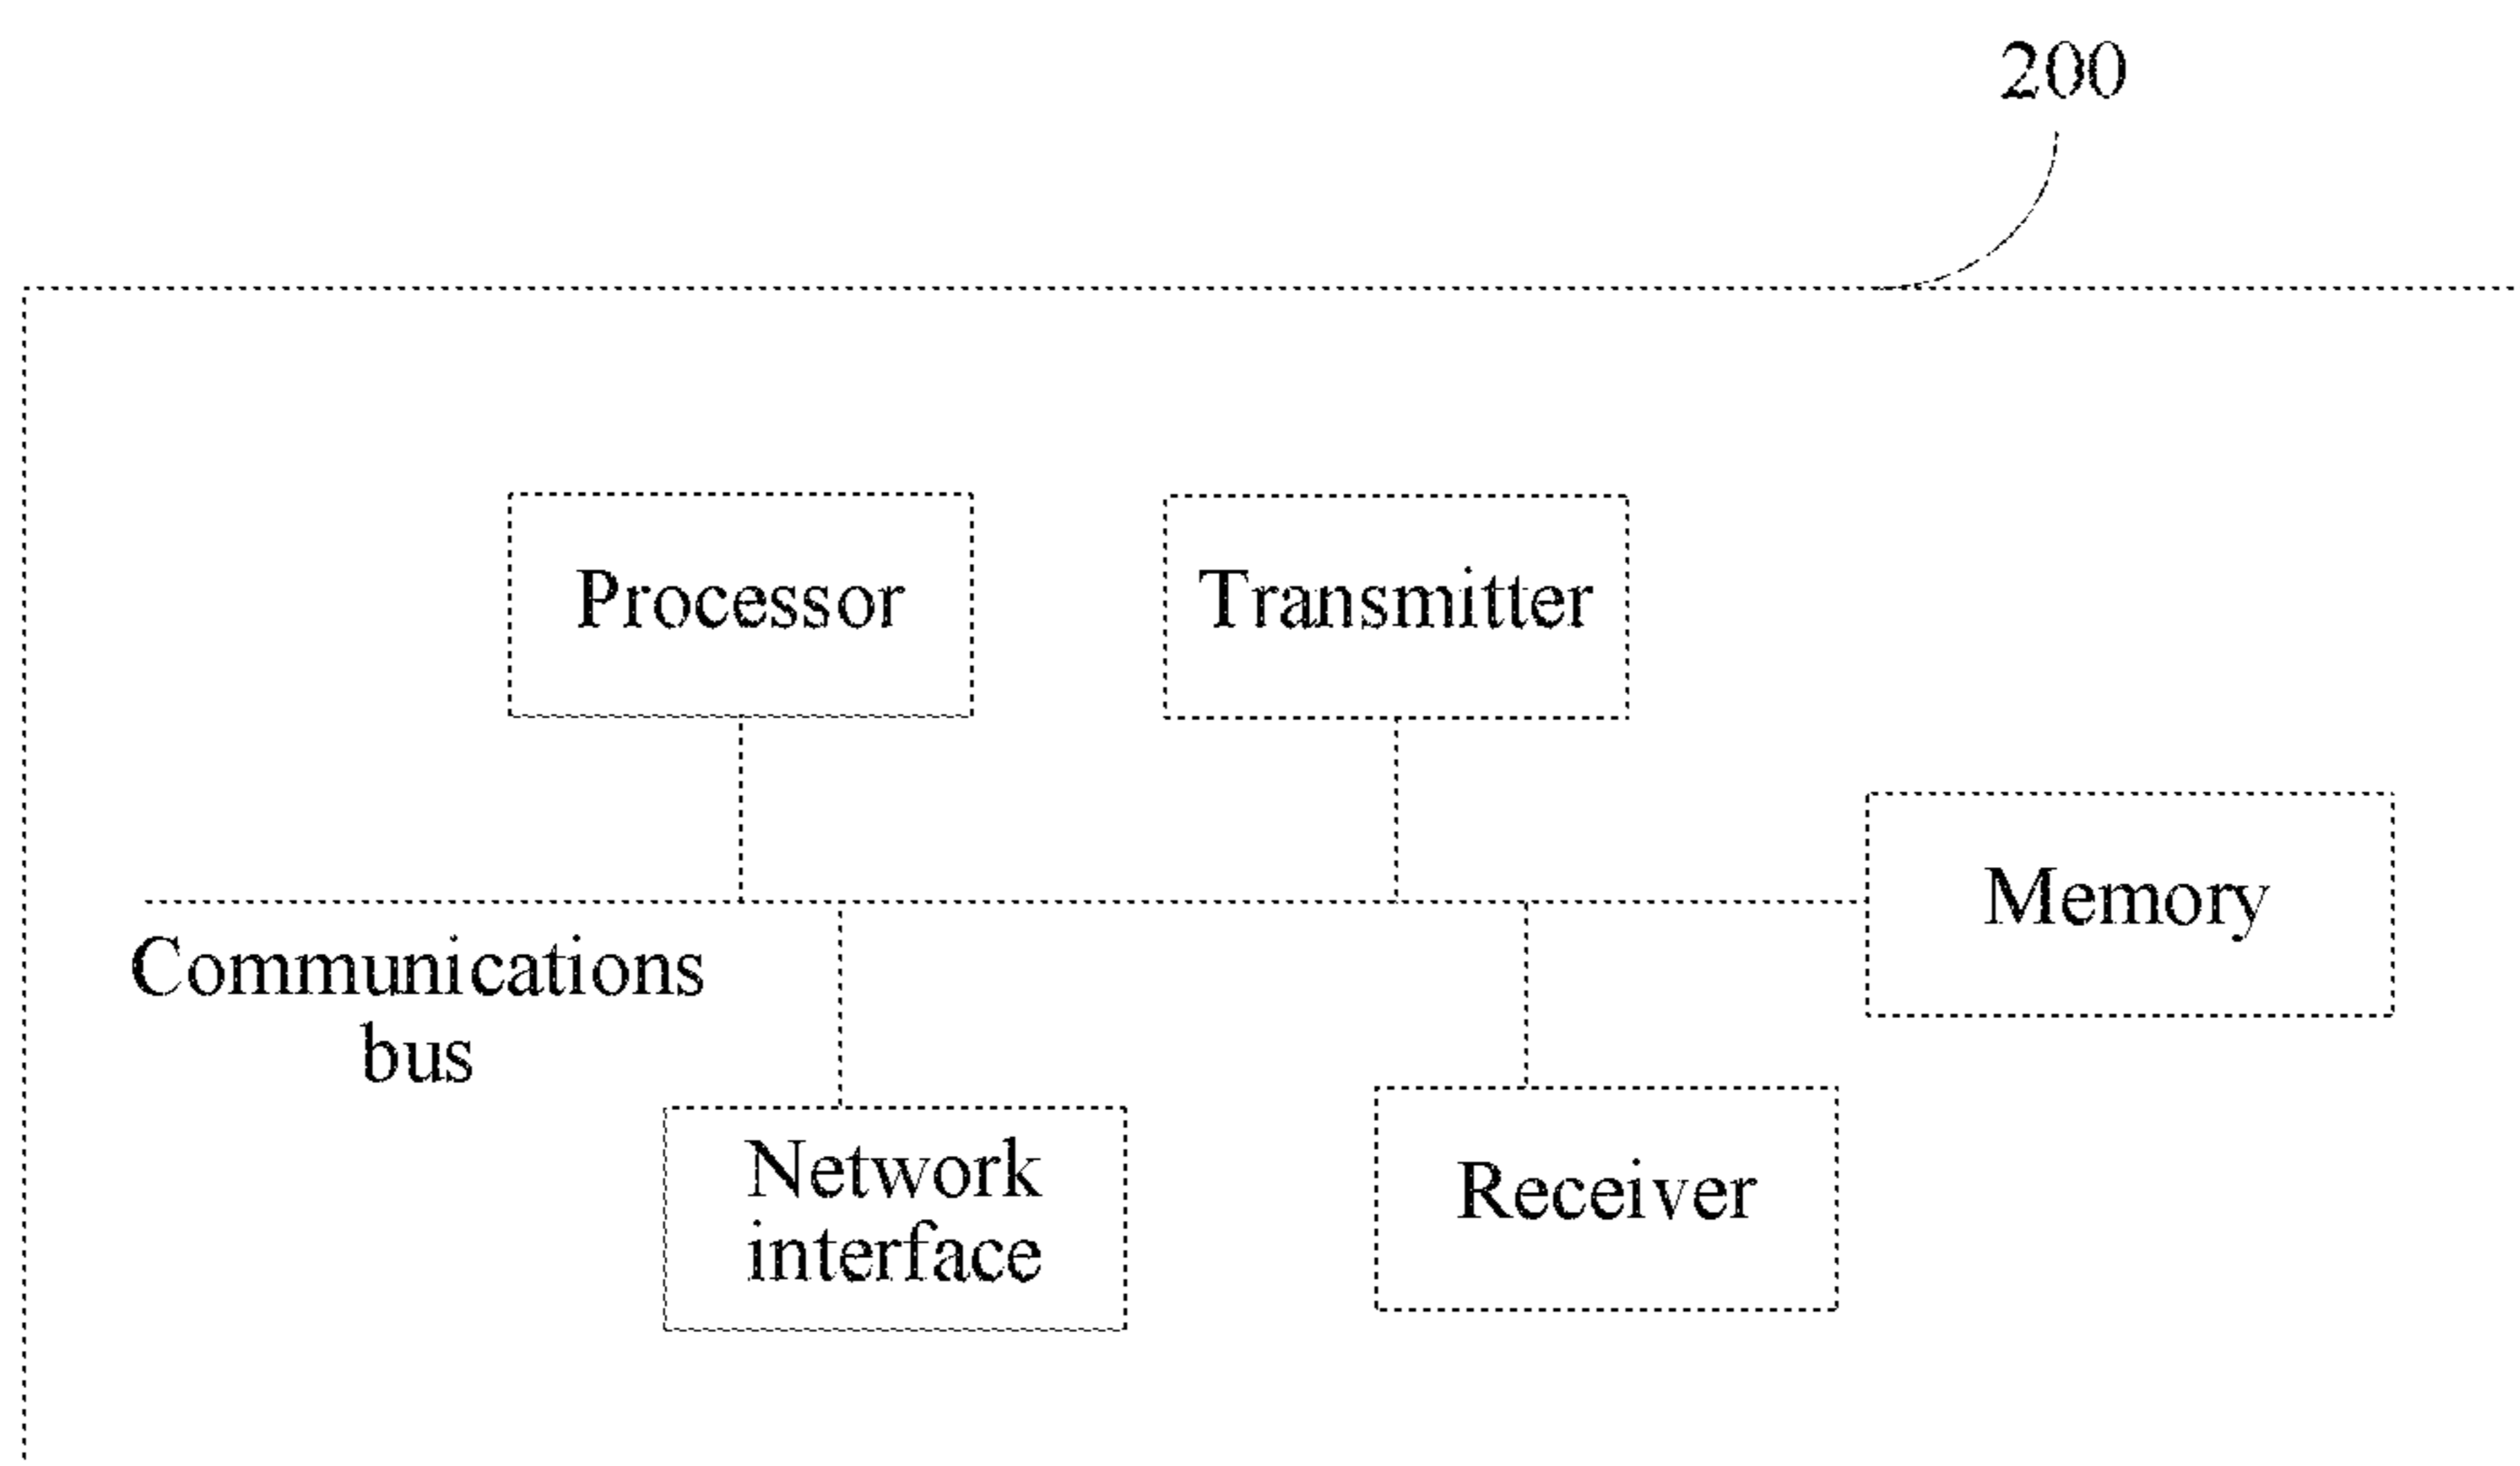 200
Processor
Transmitter
Memory
Communications
bus
Network
interface
Receiver